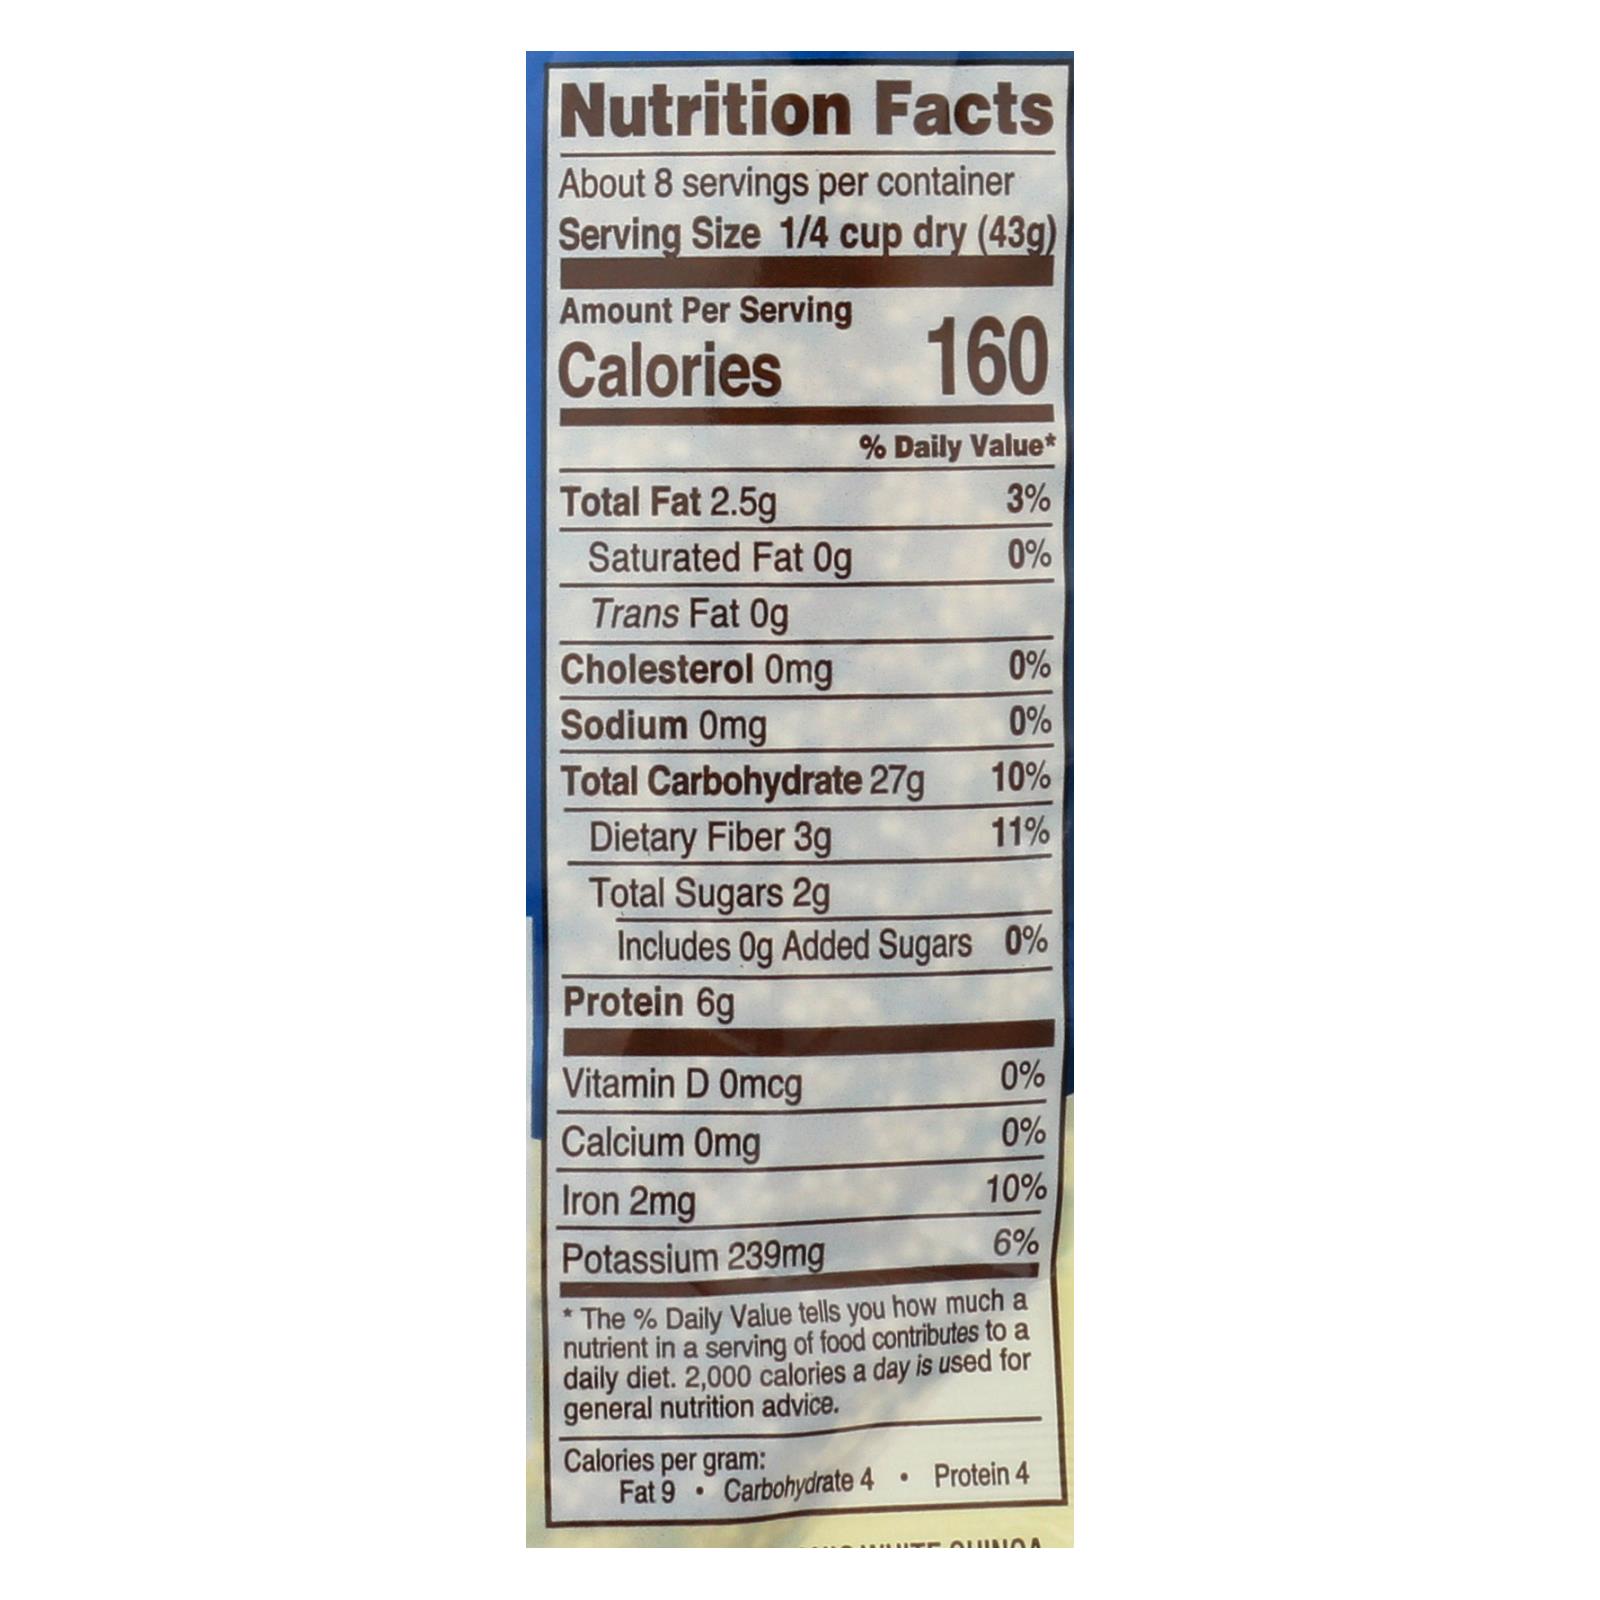 Nutrition Facts
About 8 servings per container
Serving Size 1/4 cup dry (43g)
Amount Per Serving
Calories 160
% Daily Value*
Total Fat 2.5g 3%
Saturated Fat 0g 0%
Trans Fat 0g
Cholesterol 0mg 0%
Sodium 0mg 0%
Total Carbohydrate 27g 10%
Dietary Fiber 3g 11%
Total Sugars 2g
Includes 0g Added Sugars 0%
Protein 6g
Vitamin D 0mcg 0%
Calcium 0mg 0%
Iron 2mg 10%
Potassium 239mg 6%
* The % Daily Value tells you how much a
nutrient in a serving of food contributes to a
daily diet. 2,000 calories a day is used for
general nutrition advice.
Calories per gram:
Fat 9 • Carbohydrate 4 • Protein 4
WHITE QUINOA